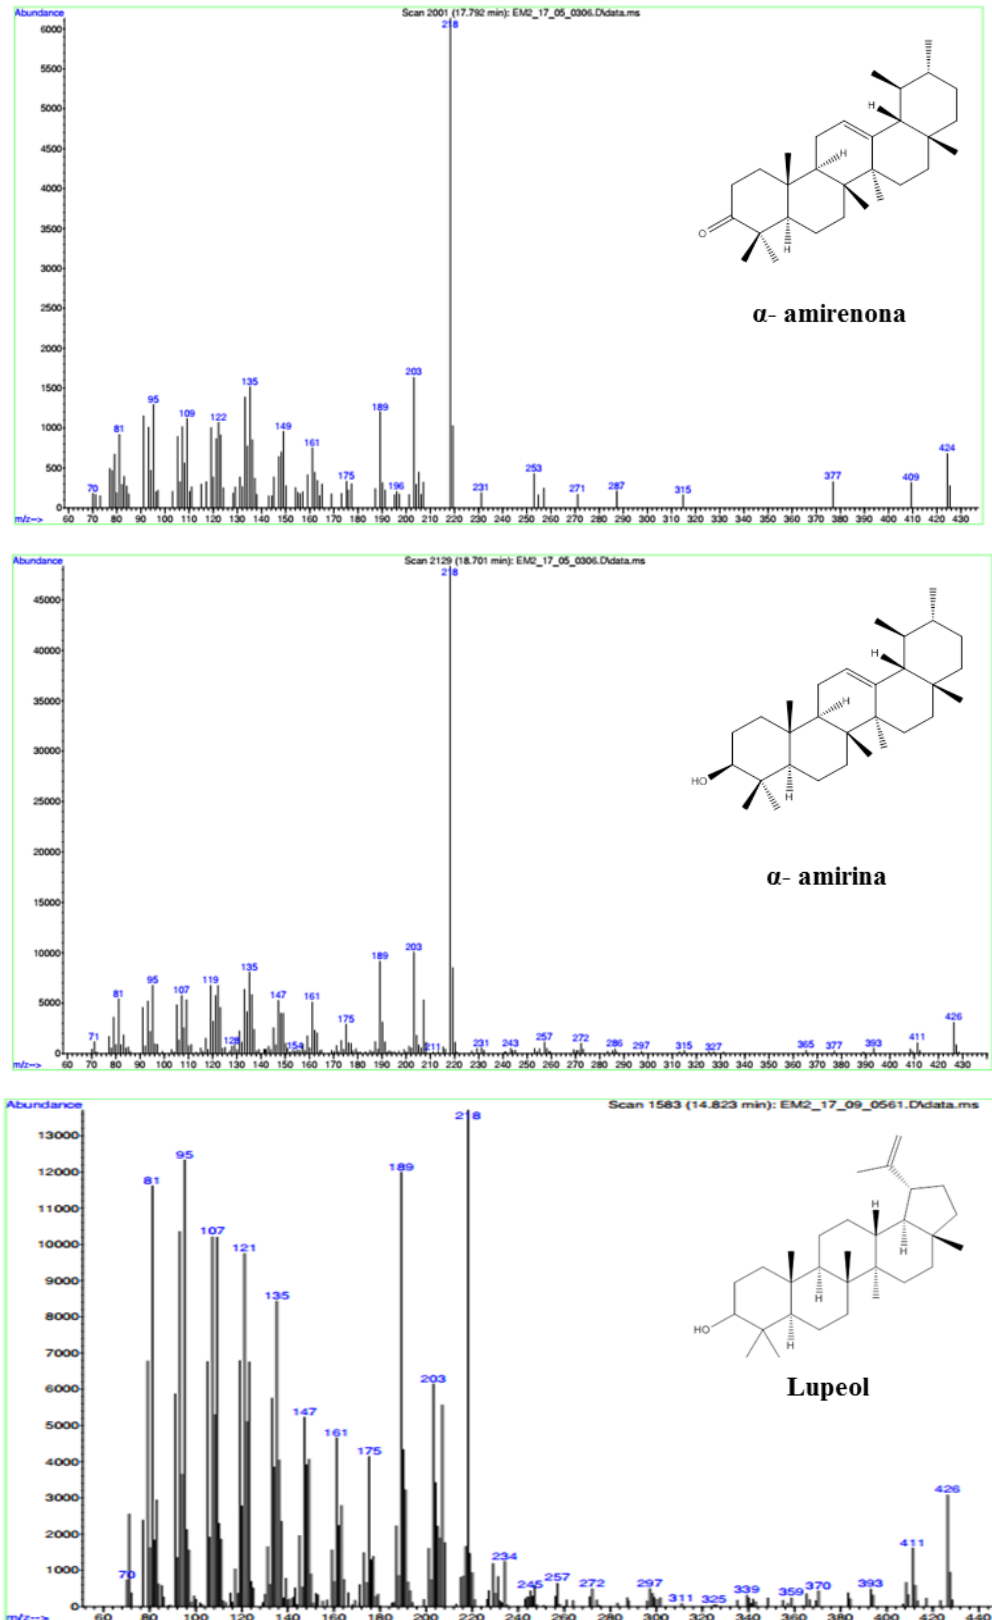 Abundance
Scan 2001 (17.792 min): EM2_17_05_0306.D\data.ms
218
6000
5500
5000
4500
4000
3500
3000
2500
2000
1500
1000
500
0
70 81 95 109 122 135 149 161 175 189 196 203 231 253 271 287 315 377 409 424
60 70 80 90 100 110 120 130 140 150 160 170 180 190 200 210 220 230 240 250 260 270 280 290 300 310 320 330 340 350 360 370 380 390 400 410 420 430
m/z-->
H
H
O
H
α- amirenona
Abundance
Scan 2129 (18.701 min): EM2_17_05_0306.D\data.ms
218
45000
40000
35000
30000
25000
20000
15000
10000
5000
0
71 81 95 107 119 128 135 147 154 161 175 189 203 211 231 243 257 272 286 297 315 327 365 377 393 411 426
60 70 80 90 100 110 120 130 140 150 160 170 180 190 200 210 220 230 240 250 260 270 280 290 300 310 320 330 340 350 360 370 380 390 400 410 420 430
m/z-->
H
H
HO
H
α- amirina
Abundance
Scan 1583 (14.823 min): EM2_17_09_0561.D\data.ms
218
13000
12000
11000
10000
9000
8000
7000
6000
5000
4000
3000
2000
1000
0
70 81 95 107 121 135 147 161 175 189 203 234 245 257 272 297 311 325 339 359 370 393 411 426
60 80 100 120 140 160 180 200 220 240 260 280 300 320 340 360 380 400 420 440
m/z-->
H
H
H
HO
H
Lupeol